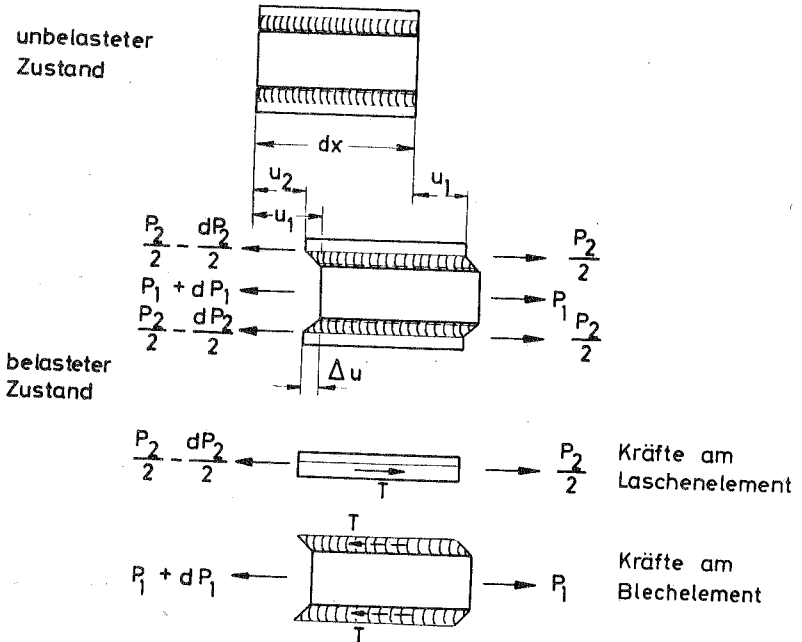 unbelasteter
Zustand
dx
u₂
u₁
u₁
P₂/2 - dP₂/2
P₂/2
P₁ + dP₁
P₁
P₂/2 - dP₂/2
P₂/2
belasteter
Zustand
Δu
P₂/2 - dP₂/2
T
P₂/2
Kräfte am
Laschenelement
T
P₁ + dP₁
P₁
Kräfte am
Blechelement
T